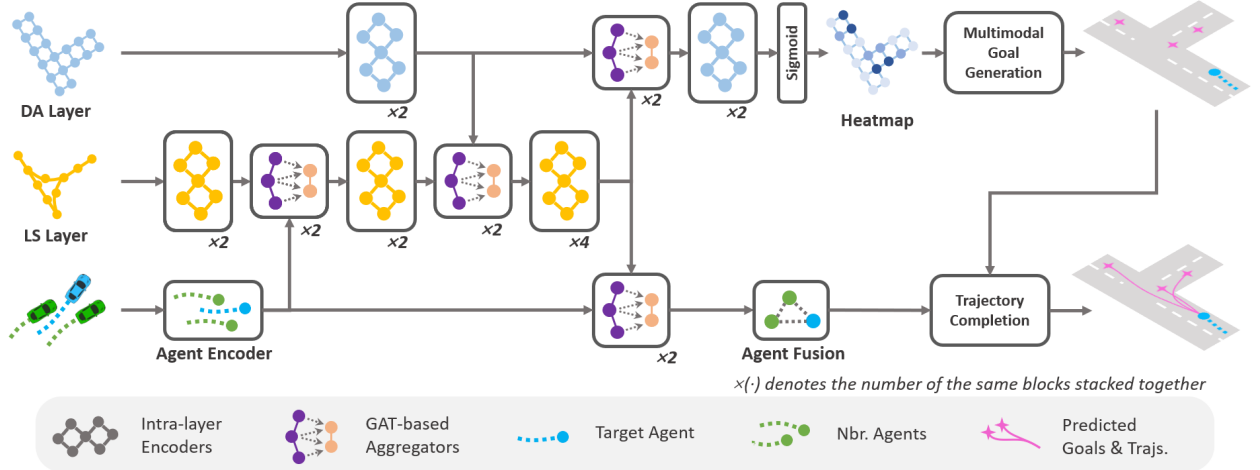 DA Layer
×2
×2
×2
Sigmoid
Heatmap
Multimodal
Goal
Generation
LS Layer
×2
×2
×2
×2
×4
Agent Encoder
×2
Agent Fusion
Trajectory
Completion
×(·) denotes the number of the same blocks stacked together
Intra-layer
Encoders
GAT-based
Aggregators
Target Agent
Nbr. Agents
Predicted
Goals & Trajs.